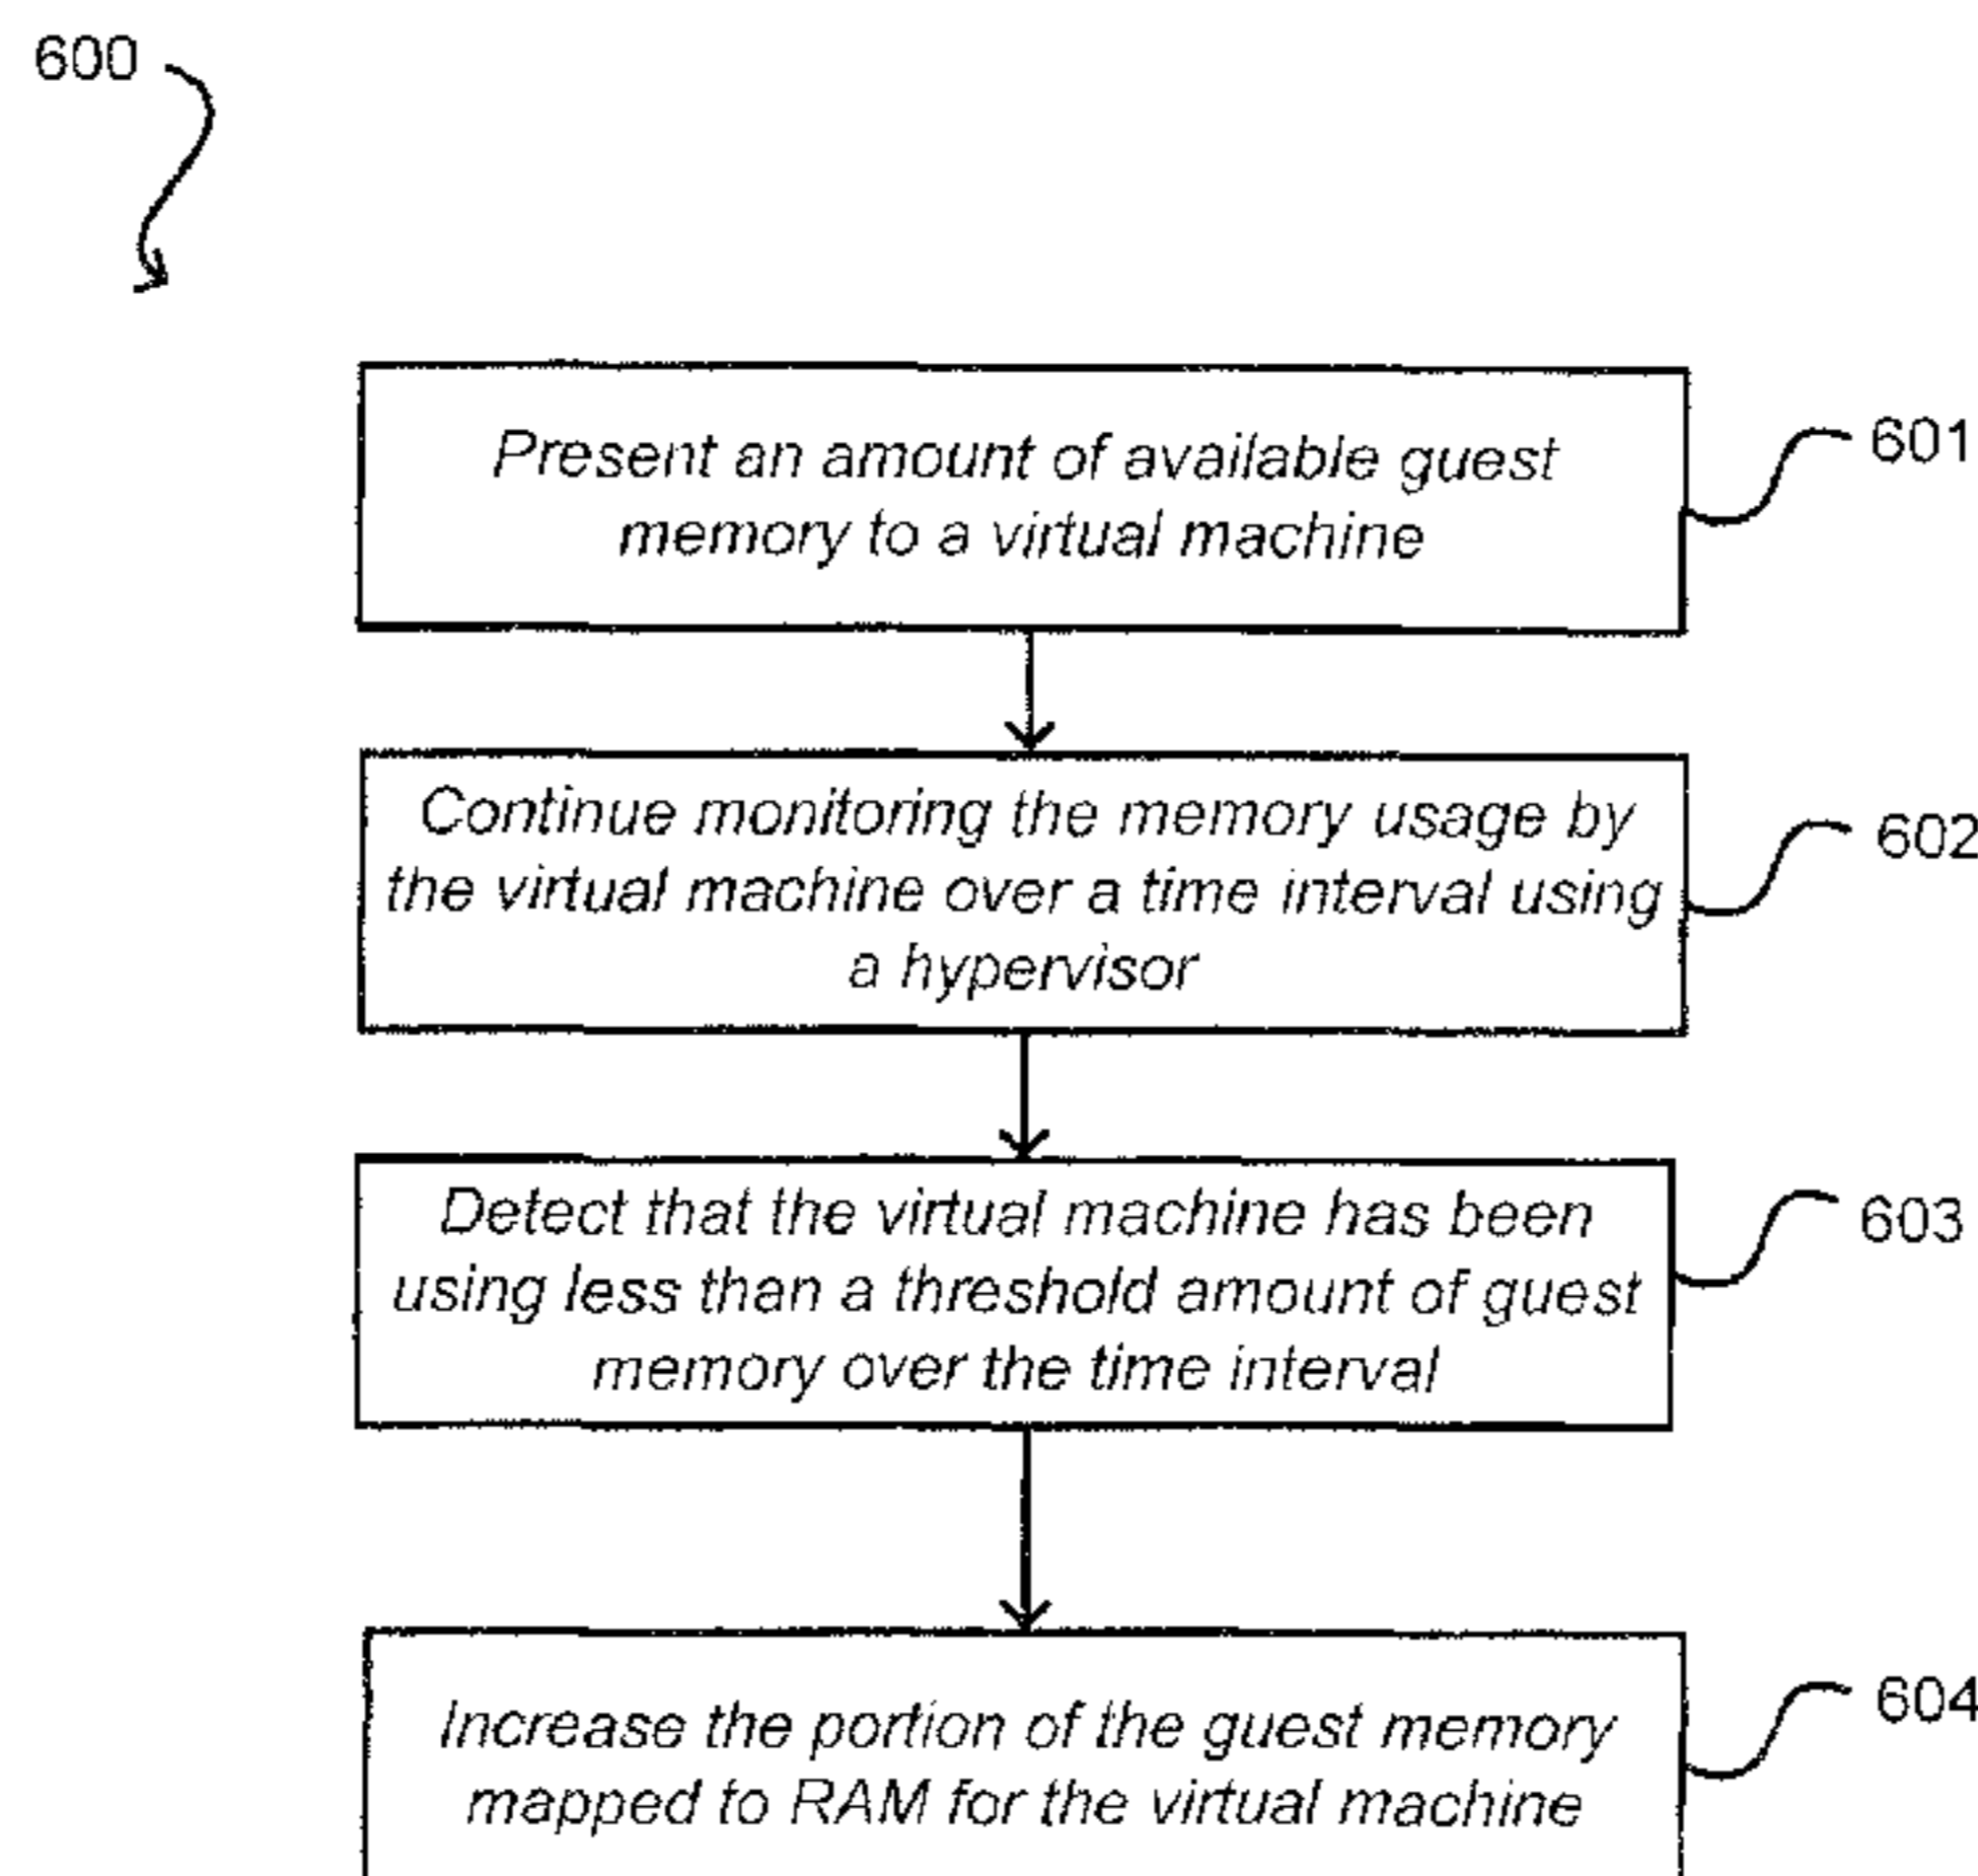 600
Present an amount of available guest
memory to a virtual machine
601
Continue monitoring the memory usage by
the virtual machine over a time interval using
a hypervisor
602
Detect that the virtual machine has been
using less than a threshold amount of guest
memory over the time interval
603
Increase the portion of the guest memory
mapped to RAM for the virtual machine
604